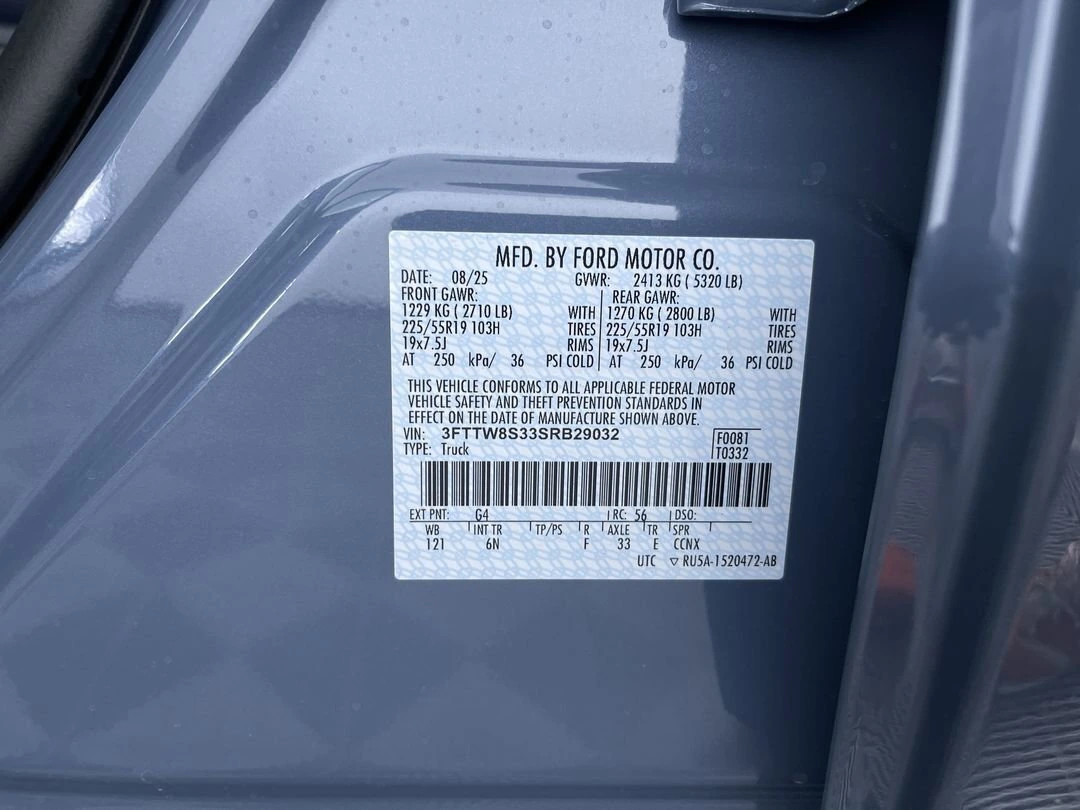 MFD. BY FORD MOTOR CO.
DATE: 08/25 GVWR: 2413 KG ( 5320 LB)
FRONT GAWR: REAR GAWR:
1229 KG ( 2710 LB) WITH 1270 KG ( 2800 LB) WITH
225/55R19 103H TIRES 225/55R19 103H TIRES
19x7.5J RIMS 19x7.5J RIMS
AT 250 kPa/ 36 PSI COLD AT 250 kPa/ 36 PSI COLD
THIS VEHICLE CONFORMS TO ALL APPLICABLE FEDERAL MOTOR
VEHICLE SAFETY AND THEFT PREVENTION STANDARDS IN
EFFECT ON THE DATE OF MANUFACTURE SHOWN ABOVE.
VIN: 3FTTW8S33SRB29032 F0081
TYPE: Truck T0332
EXT PNT: G4 RC: 56 DSO:
WB INT TR TP/PS R AXLE TR SPR
121 6N F 33 E CCNX
UTC ▽ RU5A-1520472-AB